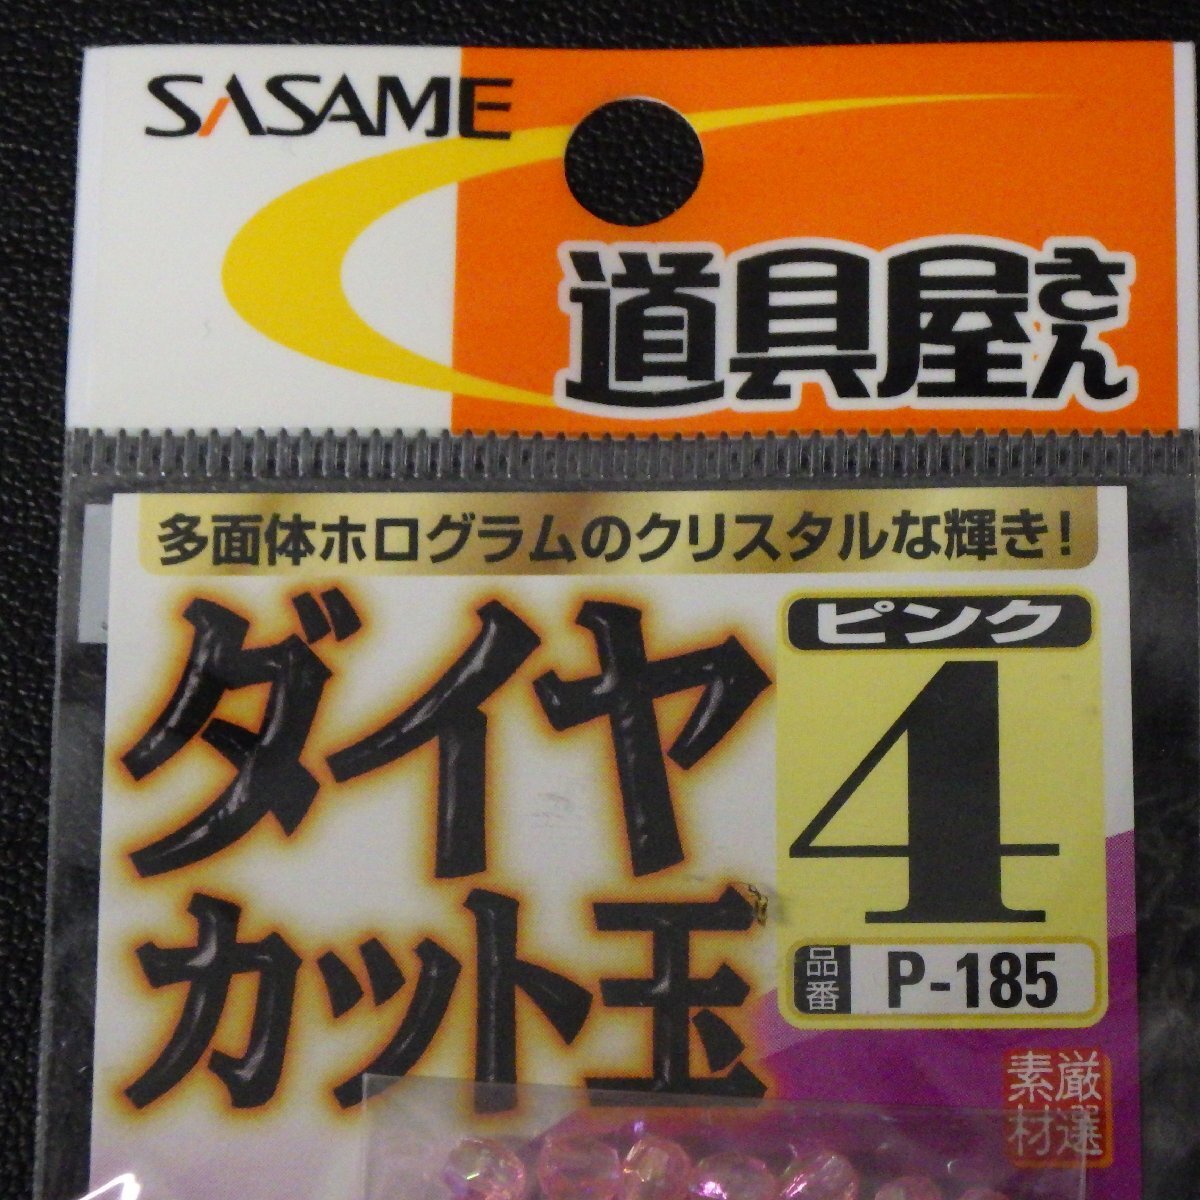 SASAME
道具屋さん
多面体ホログラムのクリスタルな輝き!
ダイヤ
カット玉
ピンク
4
品番 P-185
厳選
素材